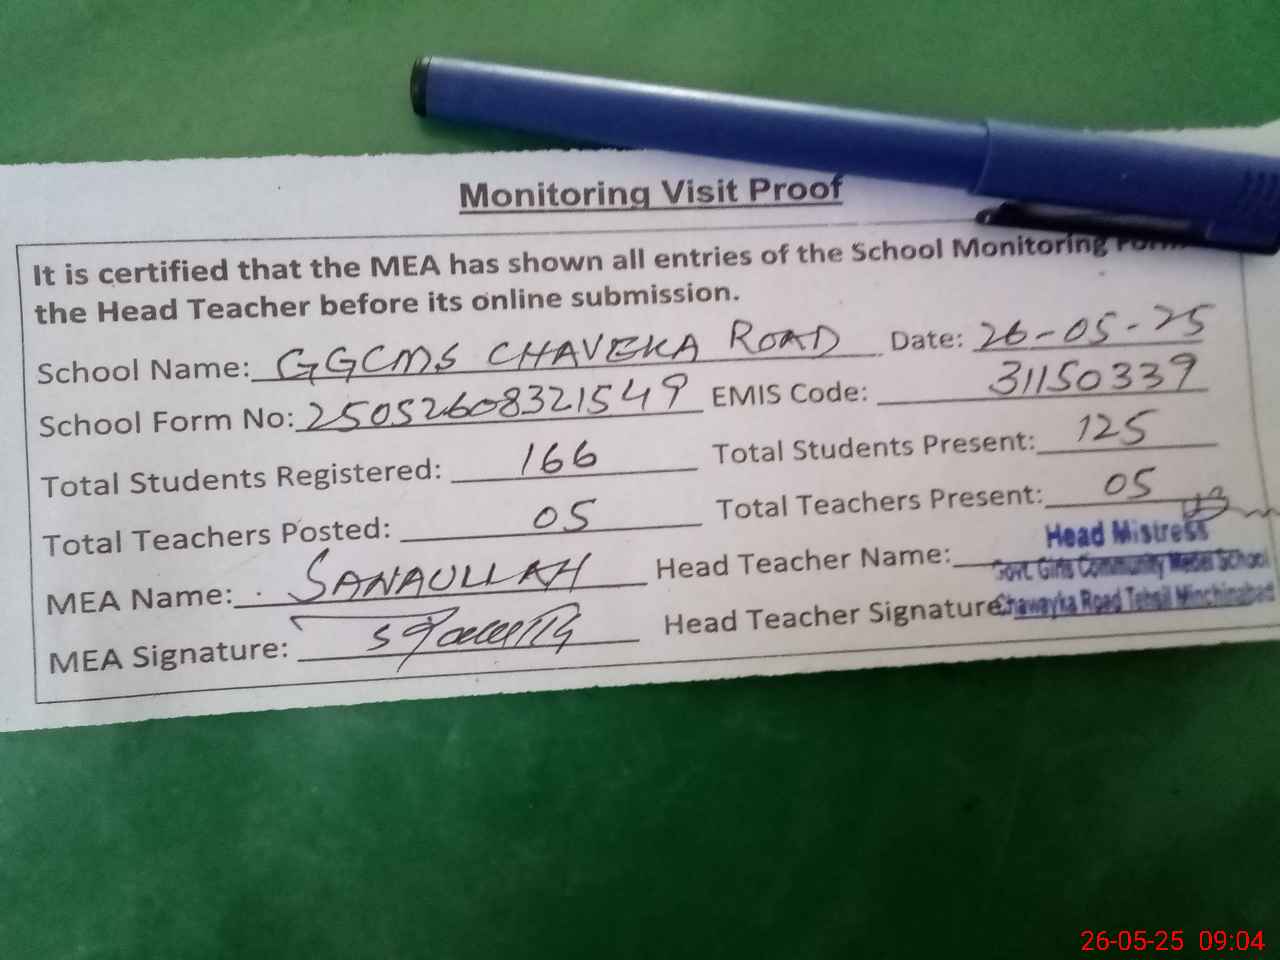 Monitoring Visit Proof
It is certified that the MEA has shown all entries of the School Monitoring Form
the Head Teacher before its online submission.
School Name: GGCMS CHAVEKA ROAD Date: 26-05-25
School Form No: 25052608321549 EMIS Code: 31150339
Total Students Registered: 166 Total Students Present: 125
Total Teachers Posted: 05 Total Teachers Present: 05
MEA Name: SANAULLAH Head Teacher Name: Head Mistress
Govt. Girls Community Model School
MEA Signature: Head Teacher Signature: Chawayka Road Tehsil Minchinabad
26-05-25 09:04